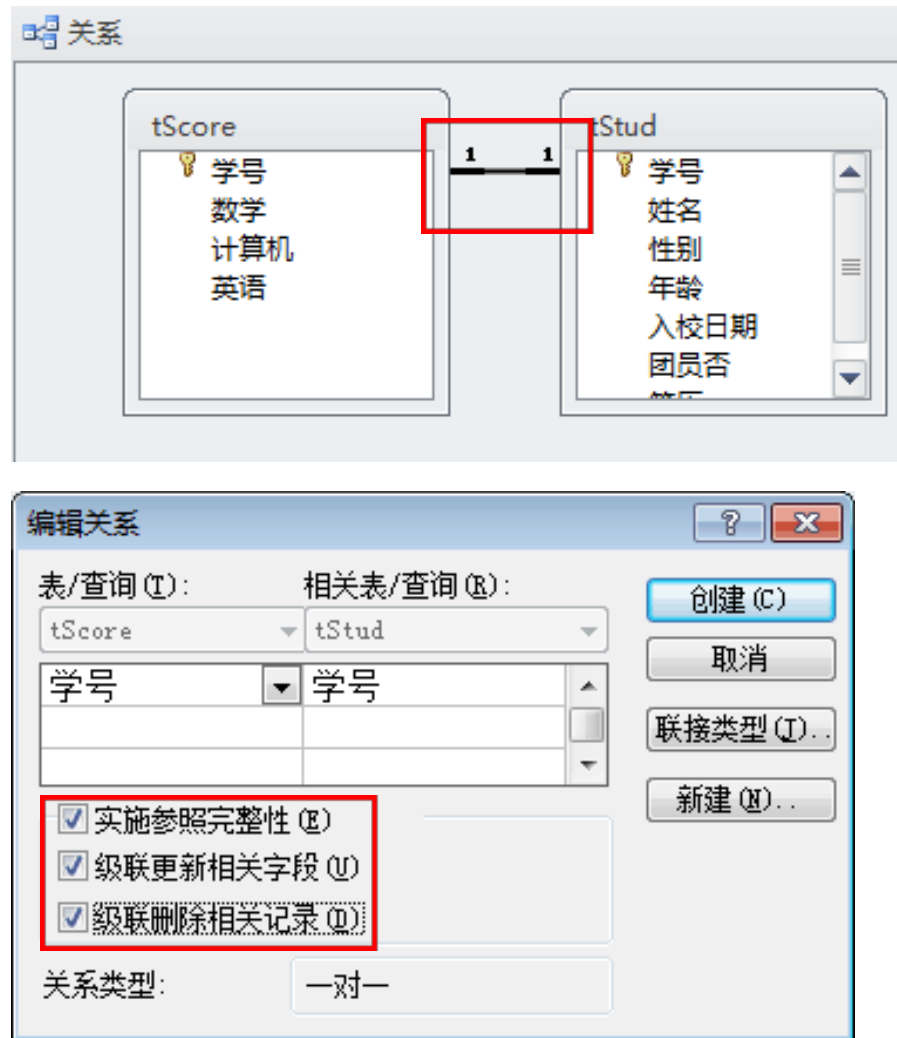 关系
tScore
学号
数学
计算机
英语
1 1
tStud
学号
姓名
性别
年龄
入校日期
团员否
编辑关系
表/查询(T): 相关表/查询(R):
tScore tStud
学号 学号
实施参照完整性(E)
级联更新相关字段(U)
级联删除相关记录(D)
关系类型: 一对一
创建(C)
取消
联接类型(J)..
新建(N)..